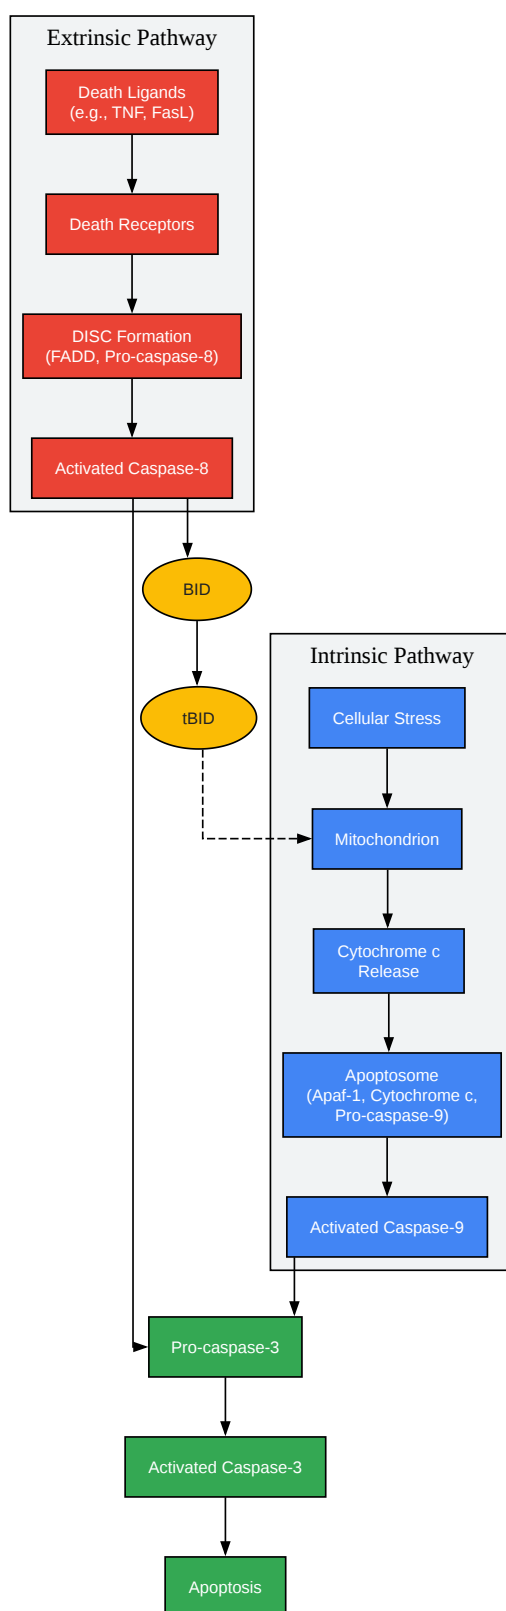 Extrinsic Pathway
Death Ligands
(e.g., TNF, FasL)
Death Receptors
DISC Formation
(FADD, Pro-caspase-8)
Activated Caspase-8
BID
tBID
Intrinsic Pathway
Cellular Stress
Mitochondrion
Cytochrome c
Release
Apoptosome
(Apaf-1, Cytochrome c,
Pro-caspase-9)
Activated Caspase-9
Pro-caspase-3
Activated Caspase-3
Apoptosis